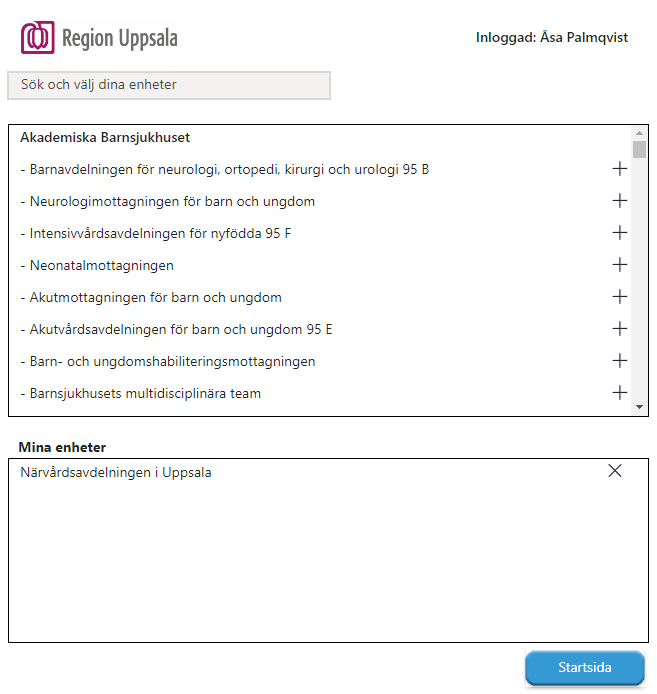 Region Uppsala
Inloggad: Åsa Palmqvist
Sök och välj dina enheter
Akademiska Barnsjukhuset
- Barnavdelningen för neurologi, ortopedi, kirurgi och urologi 95 B
- Neurologimottagningen för barn och ungdom
- Intensivvårdsavdelningen för nyfödda 95 F
- Neonatalmottagningen
- Akutmottagningen för barn och ungdom
- Akutvårdsavdelningen för barn och ungdom 95 E
- Barn- och ungdomshabiliteringsmottagningen
- Barnsjukhusets multidisciplinära team
Mina enheter
Närvårdsavdelningen i Uppsala
Startsida